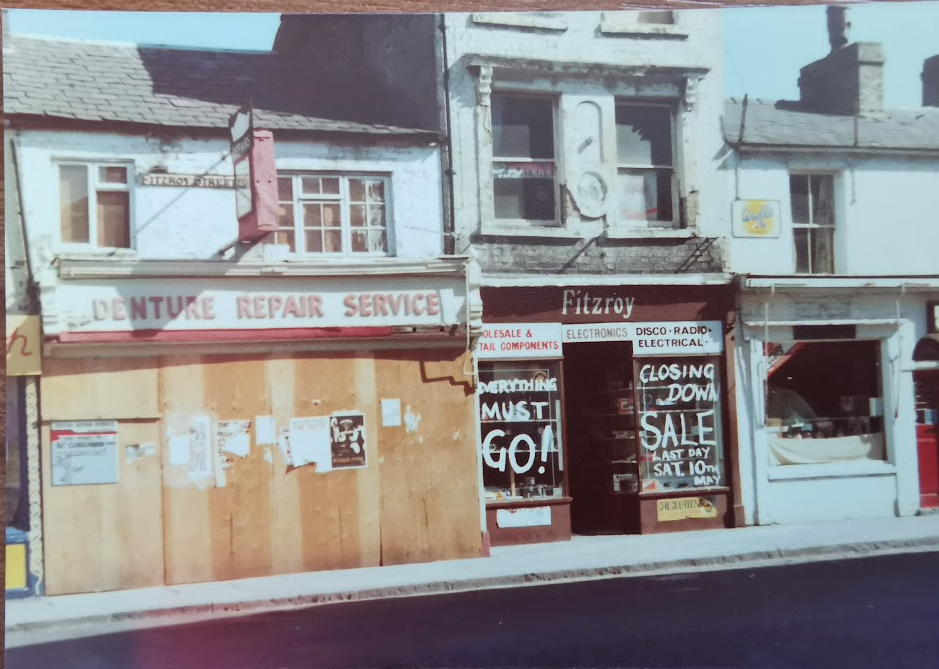 FITZROY STREET
DENTURE REPAIR SERVICE
Fitzroy
ELECTRONICS
DISCO·RADIO·
ELECTRICAL·
TAIL COMPONENTS
EVERYTHING
MUST
GO!
CLOSING
DOWN
SALE
LAST DAY
SAT. 10TH
MAY
Wall's